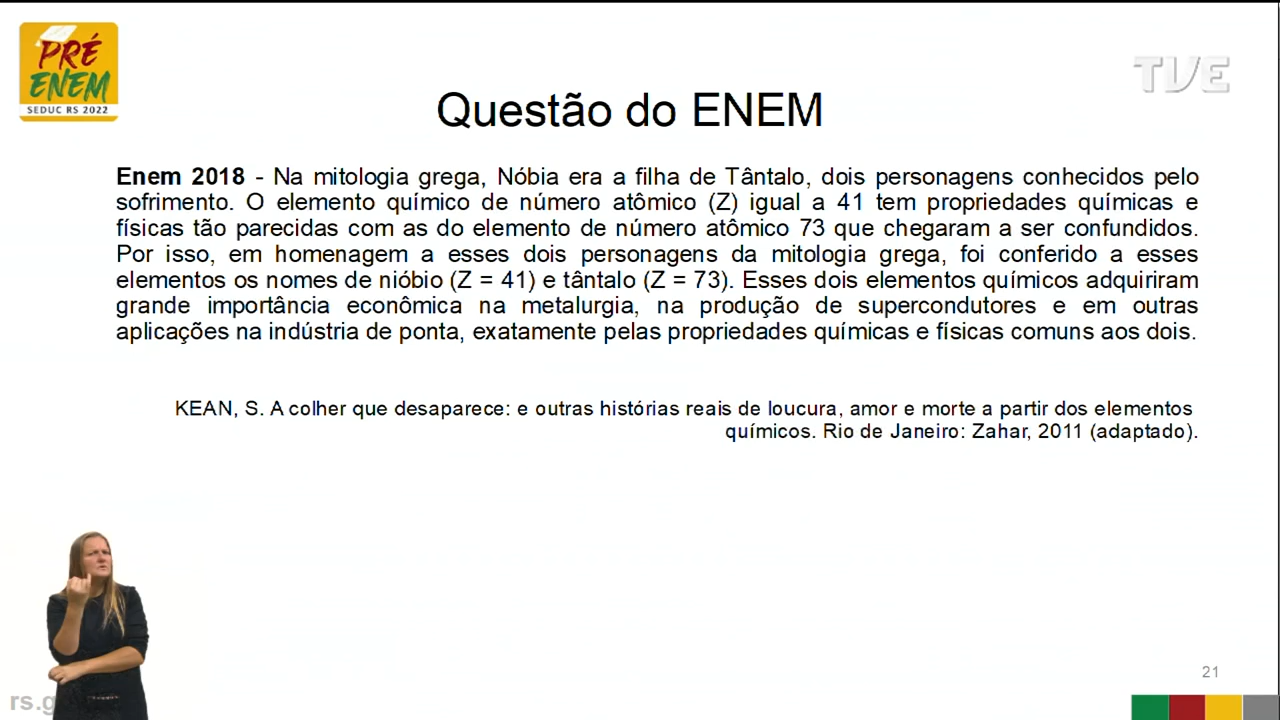 PRÉ
ENEM
SEDUC RS 2022
TVE
Questão do ENEM
Enem 2018 - Na mitologia grega, Nóbia era a filha de Tântalo, dois personagens conhecidos pelo
sofrimento. O elemento químico de número atômico (Z) igual a 41 tem propriedades químicas e
físicas tão parecidas com as do elemento de número atômico 73 que chegaram a ser confundidos.
Por isso, em homenagem a esses dois personagens da mitologia grega, foi conferido a esses
elementos os nomes de nióbio (Z = 41) e tântalo (Z = 73). Esses dois elementos químicos adquiriram
grande importância econômica na metalurgia, na produção de supercondutores e em outras
aplicações na indústria de ponta, exatamente pelas propriedades químicas e físicas comuns aos dois.
KEAN, S. A colher que desaparece: e outras histórias reais de loucura, amor e morte a partir dos elementos
químicos. Rio de Janeiro: Zahar, 2011 (adaptado).
21
rs.g